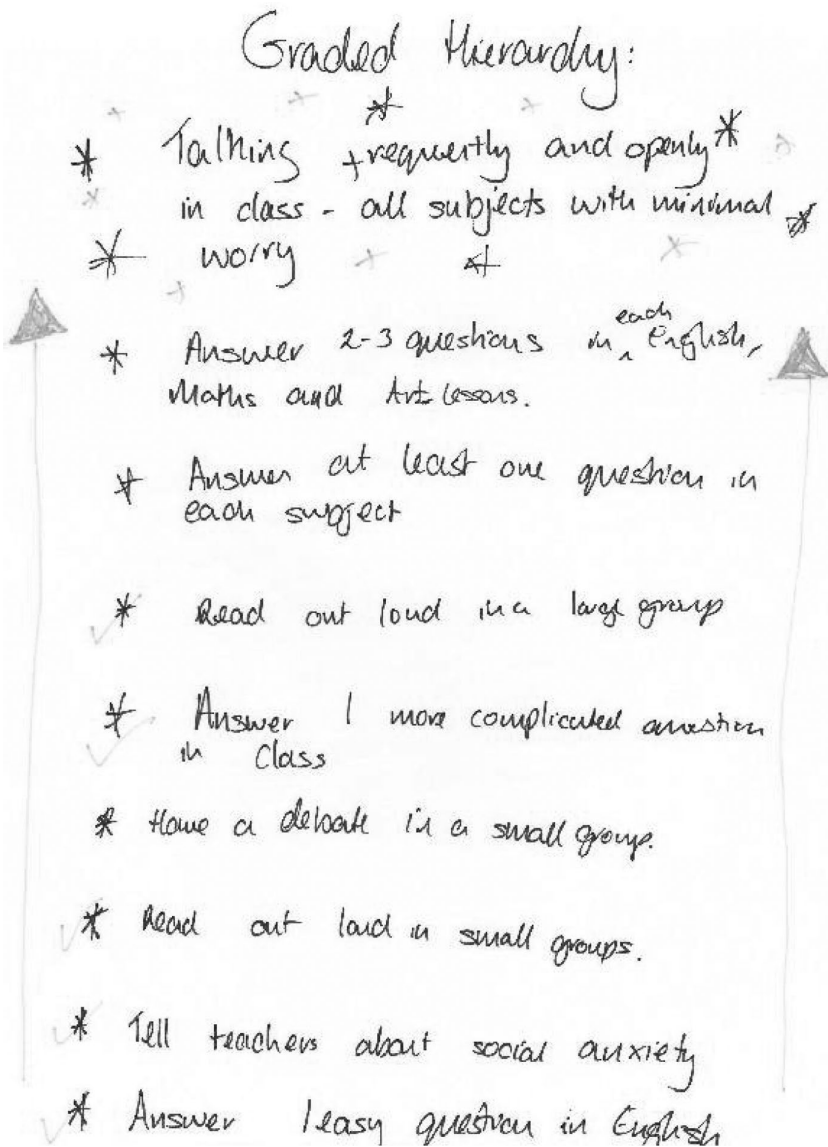 Graded Hierarchy:
* Talking frequently and openly *
in class - all subjects with minimal *
* worry
* Answer 2-3 questions in each English,
Maths and Art lessons.
* Answer at least one question in
each subject
* Read out loud in a large group
* Answer 1 more complicated question
in Class
* Have a debate in a small group.
* Read out loud in small groups.
* Tell teachers about social anxiety
* Answer 1 easy question in English